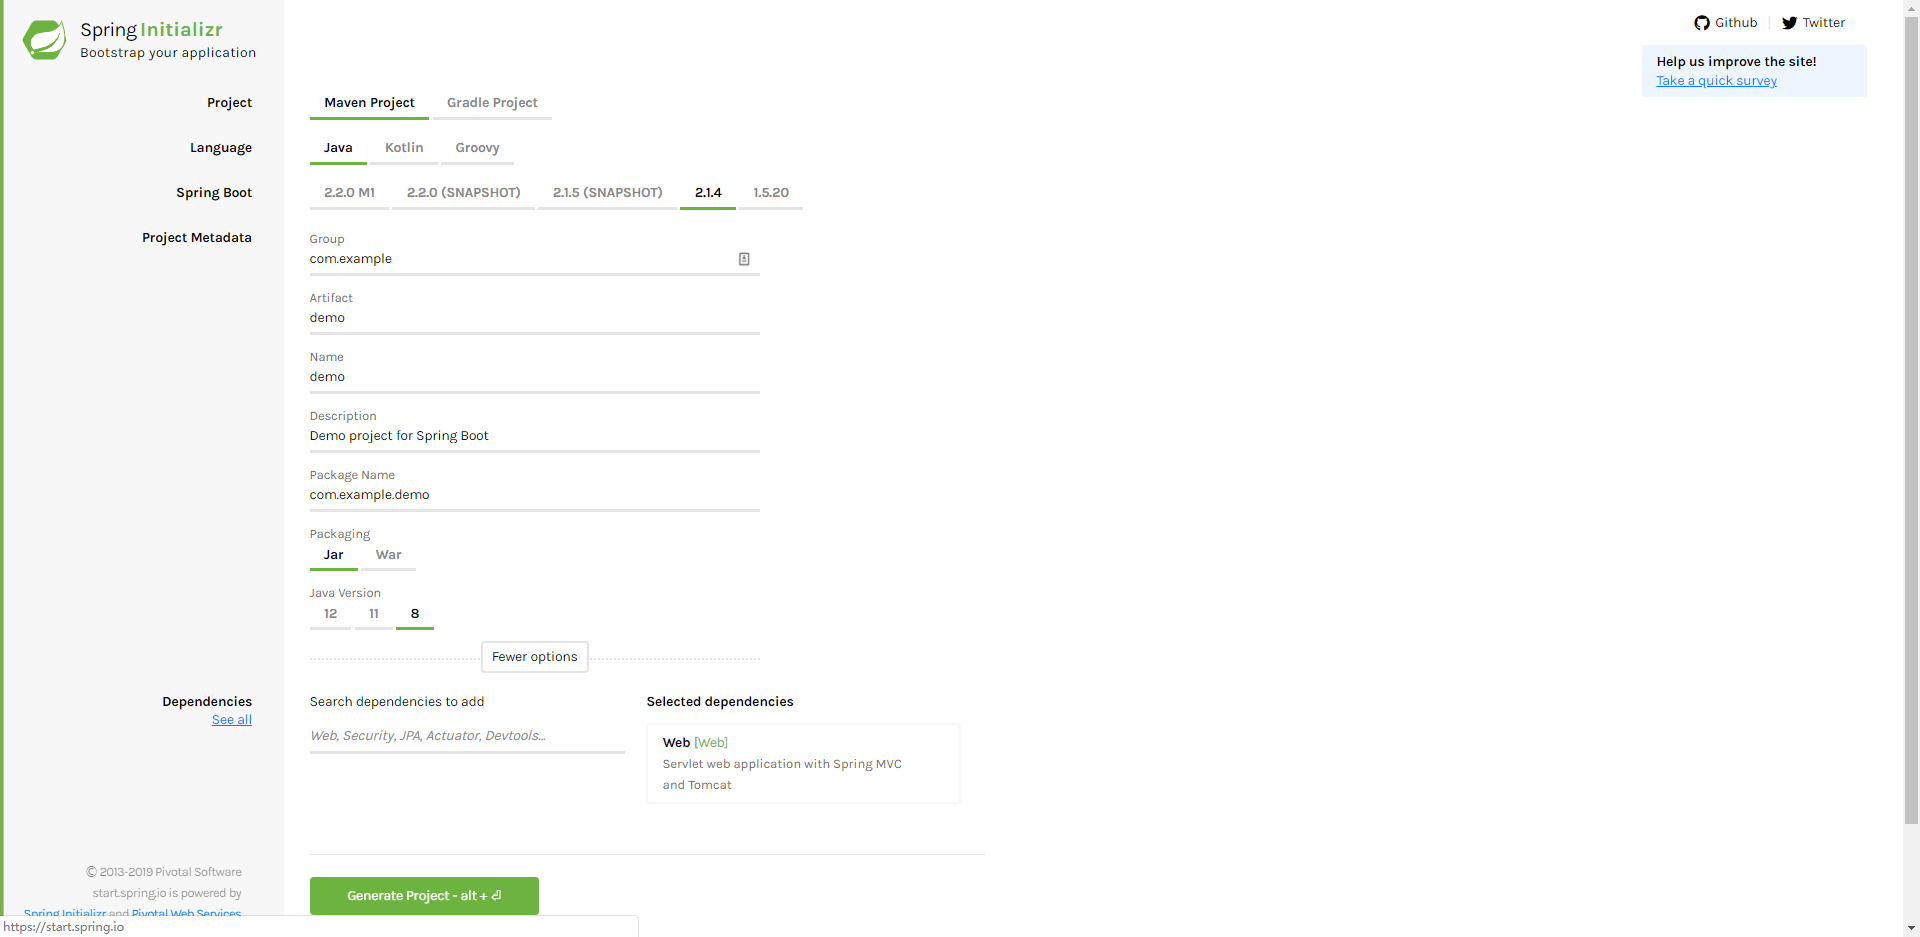 Spring Initializr
Bootstrap your application
Github
Twitter
Help us improve the site!
Take a quick survey
Project
Maven Project
Gradle Project
Language
Java
Kotlin
Groovy
Spring Boot
2.2.0 M1
2.2.0 (SNAPSHOT)
2.1.5 (SNAPSHOT)
2.1.4
1.5.20
Project Metadata
Group
com.example
Artifact
demo
Name
demo
Description
Demo project for Spring Boot
Package Name
com.example.demo
Packaging
Jar
War
Java Version
12
11
8
Fewer options
Dependencies
See all
Search dependencies to add
Web, Security, JPA, Actuator, Devtools...
Selected dependencies
Web [Web]
Servlet web application with Spring MVC
and Tomcat
© 2013-2019 Pivotal Software
start.spring.io is powered by
Spring Initializr and Pivotal Web Services
Generate Project - alt + ⏎
https://start.spring.io